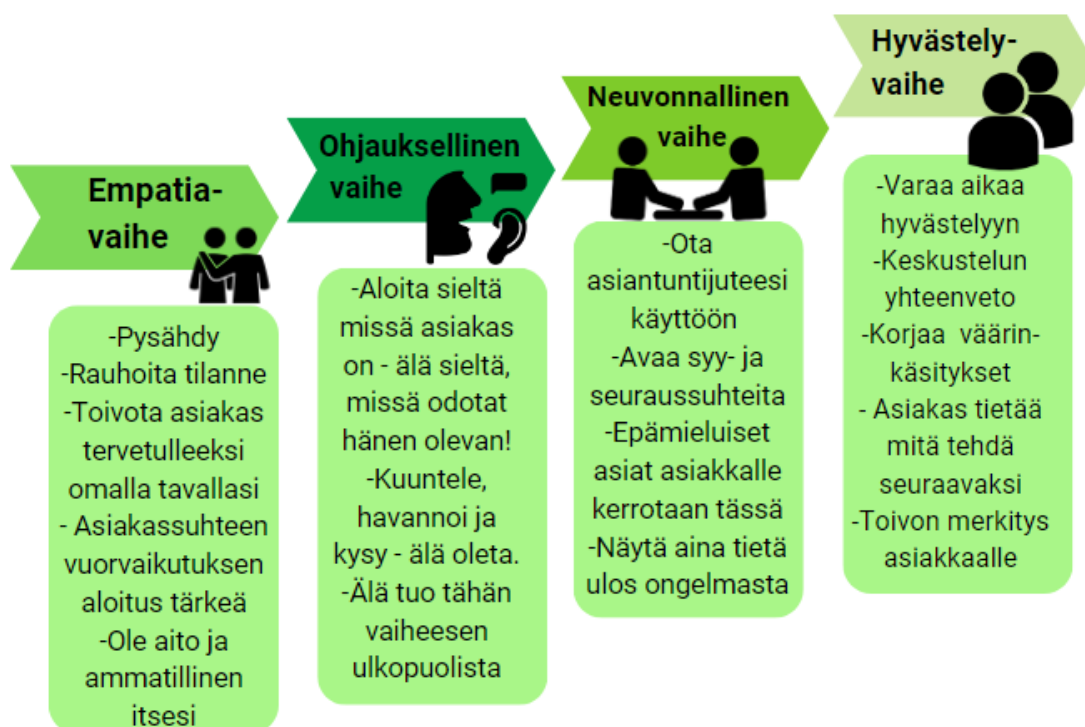 Empatia-
vaihe
-Pysähdy
-Rauhoita tilanne
-Toivota asiakas
tervetulleeksi
omalla tavallasi
- Asiakassuhteen
vuorvaikutuksen
aloitus tärkeä
-Ole aito ja
ammatillinen
itsesi
Ohjauksellinen
vaihe
-Aloita sieltä
missä asiakas
on - älä sieltä,
missä odotat
hänen olevan!
-Kuuntele,
havannoi ja
kysy - älä oleta.
-Älä tuo tähän
vaiheesen
ulkopuolista
Neuvonnallinen
vaihe
-Ota
asiantuntijuteesi
käyttöön
-Avaa syy- ja
seuraussuhteita
-Epämieluiset
asiat asiakkalle
kerrotaan tässä
-Näytä aina tietä
ulos ongelmasta
Hyvästely-
vaihe
-Varaa aikaa
hyvästelyyn
-Keskustelun
yhteenveto
-Korjaa väärin-
käsitykset
- Asiakas tietää
mitä tehdä
seuraavaksi
-Toivon merkitys
asiakkaalle